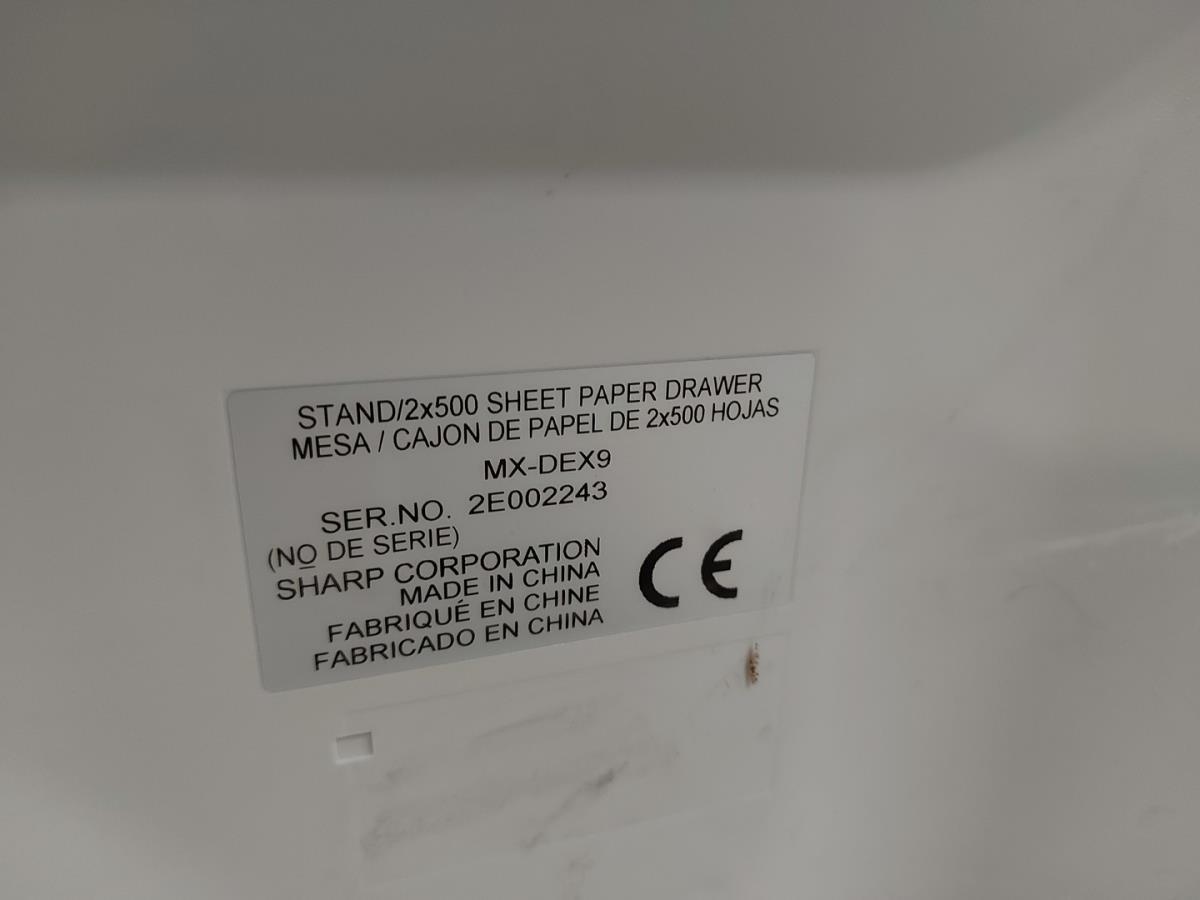 STAND/2x500 SHEET PAPER DRAWER
MESA / CAJON DE PAPEL DE 2x500 HOJAS
MX-DEX9
SER.NO. 2E002243
(NO DE SERIE)
SHARP CORPORATION
MADE IN CHINA
FABRIQUÉ EN CHINE
FABRICADO EN CHINA
CE